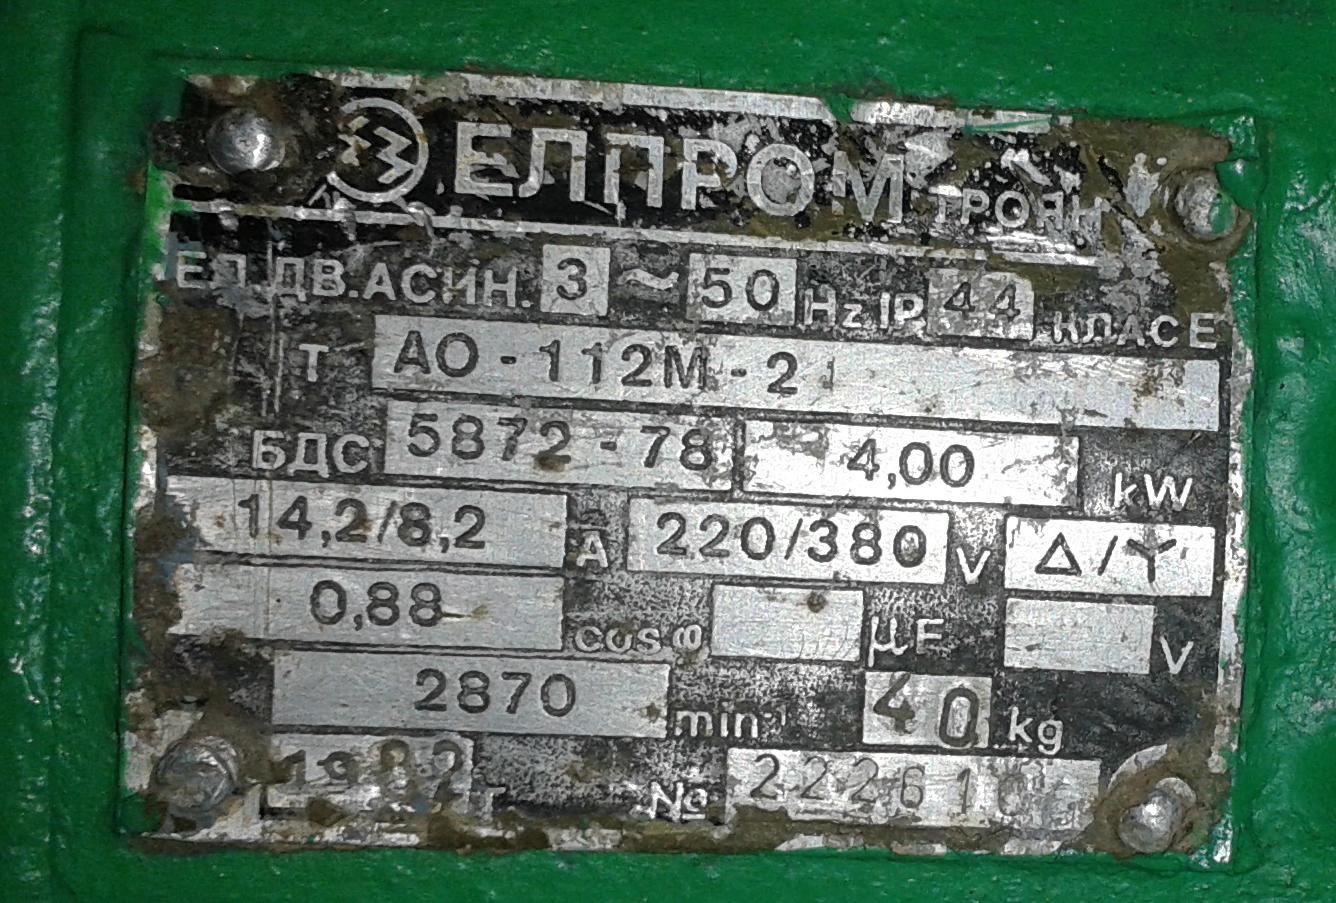 ЕЛПРОМ ТРОЯН
ЕЛ.ДВ.АСИН. 3 ~ 50 Hz IP 44 КЛАС Е
Т АО - 112М - 2
БДС 5872 - 78 4,00 kW
14,2/8,2 A 220/380 V Δ/Y
0,88 cos φ µF V
2870 min⁻¹ 40 kg
1982 г №